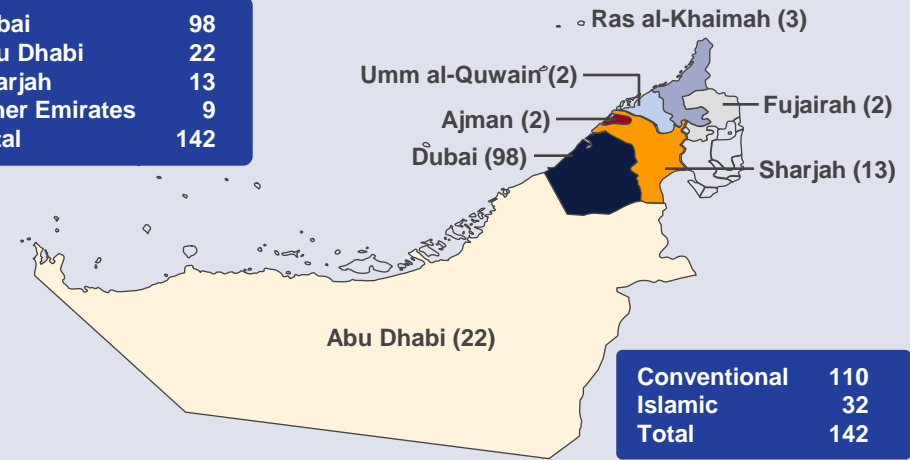 bai 98
u Dhabi 22
arjah 13
her Emirates 9
tal 142
Ras al-Khaimah (3)
Umm al-Quwain (2)
Fujairah (2)
Ajman (2)
Dubai (98)
Sharjah (13)
Abu Dhabi (22)
Conventional 110
Islamic 32
Total 142